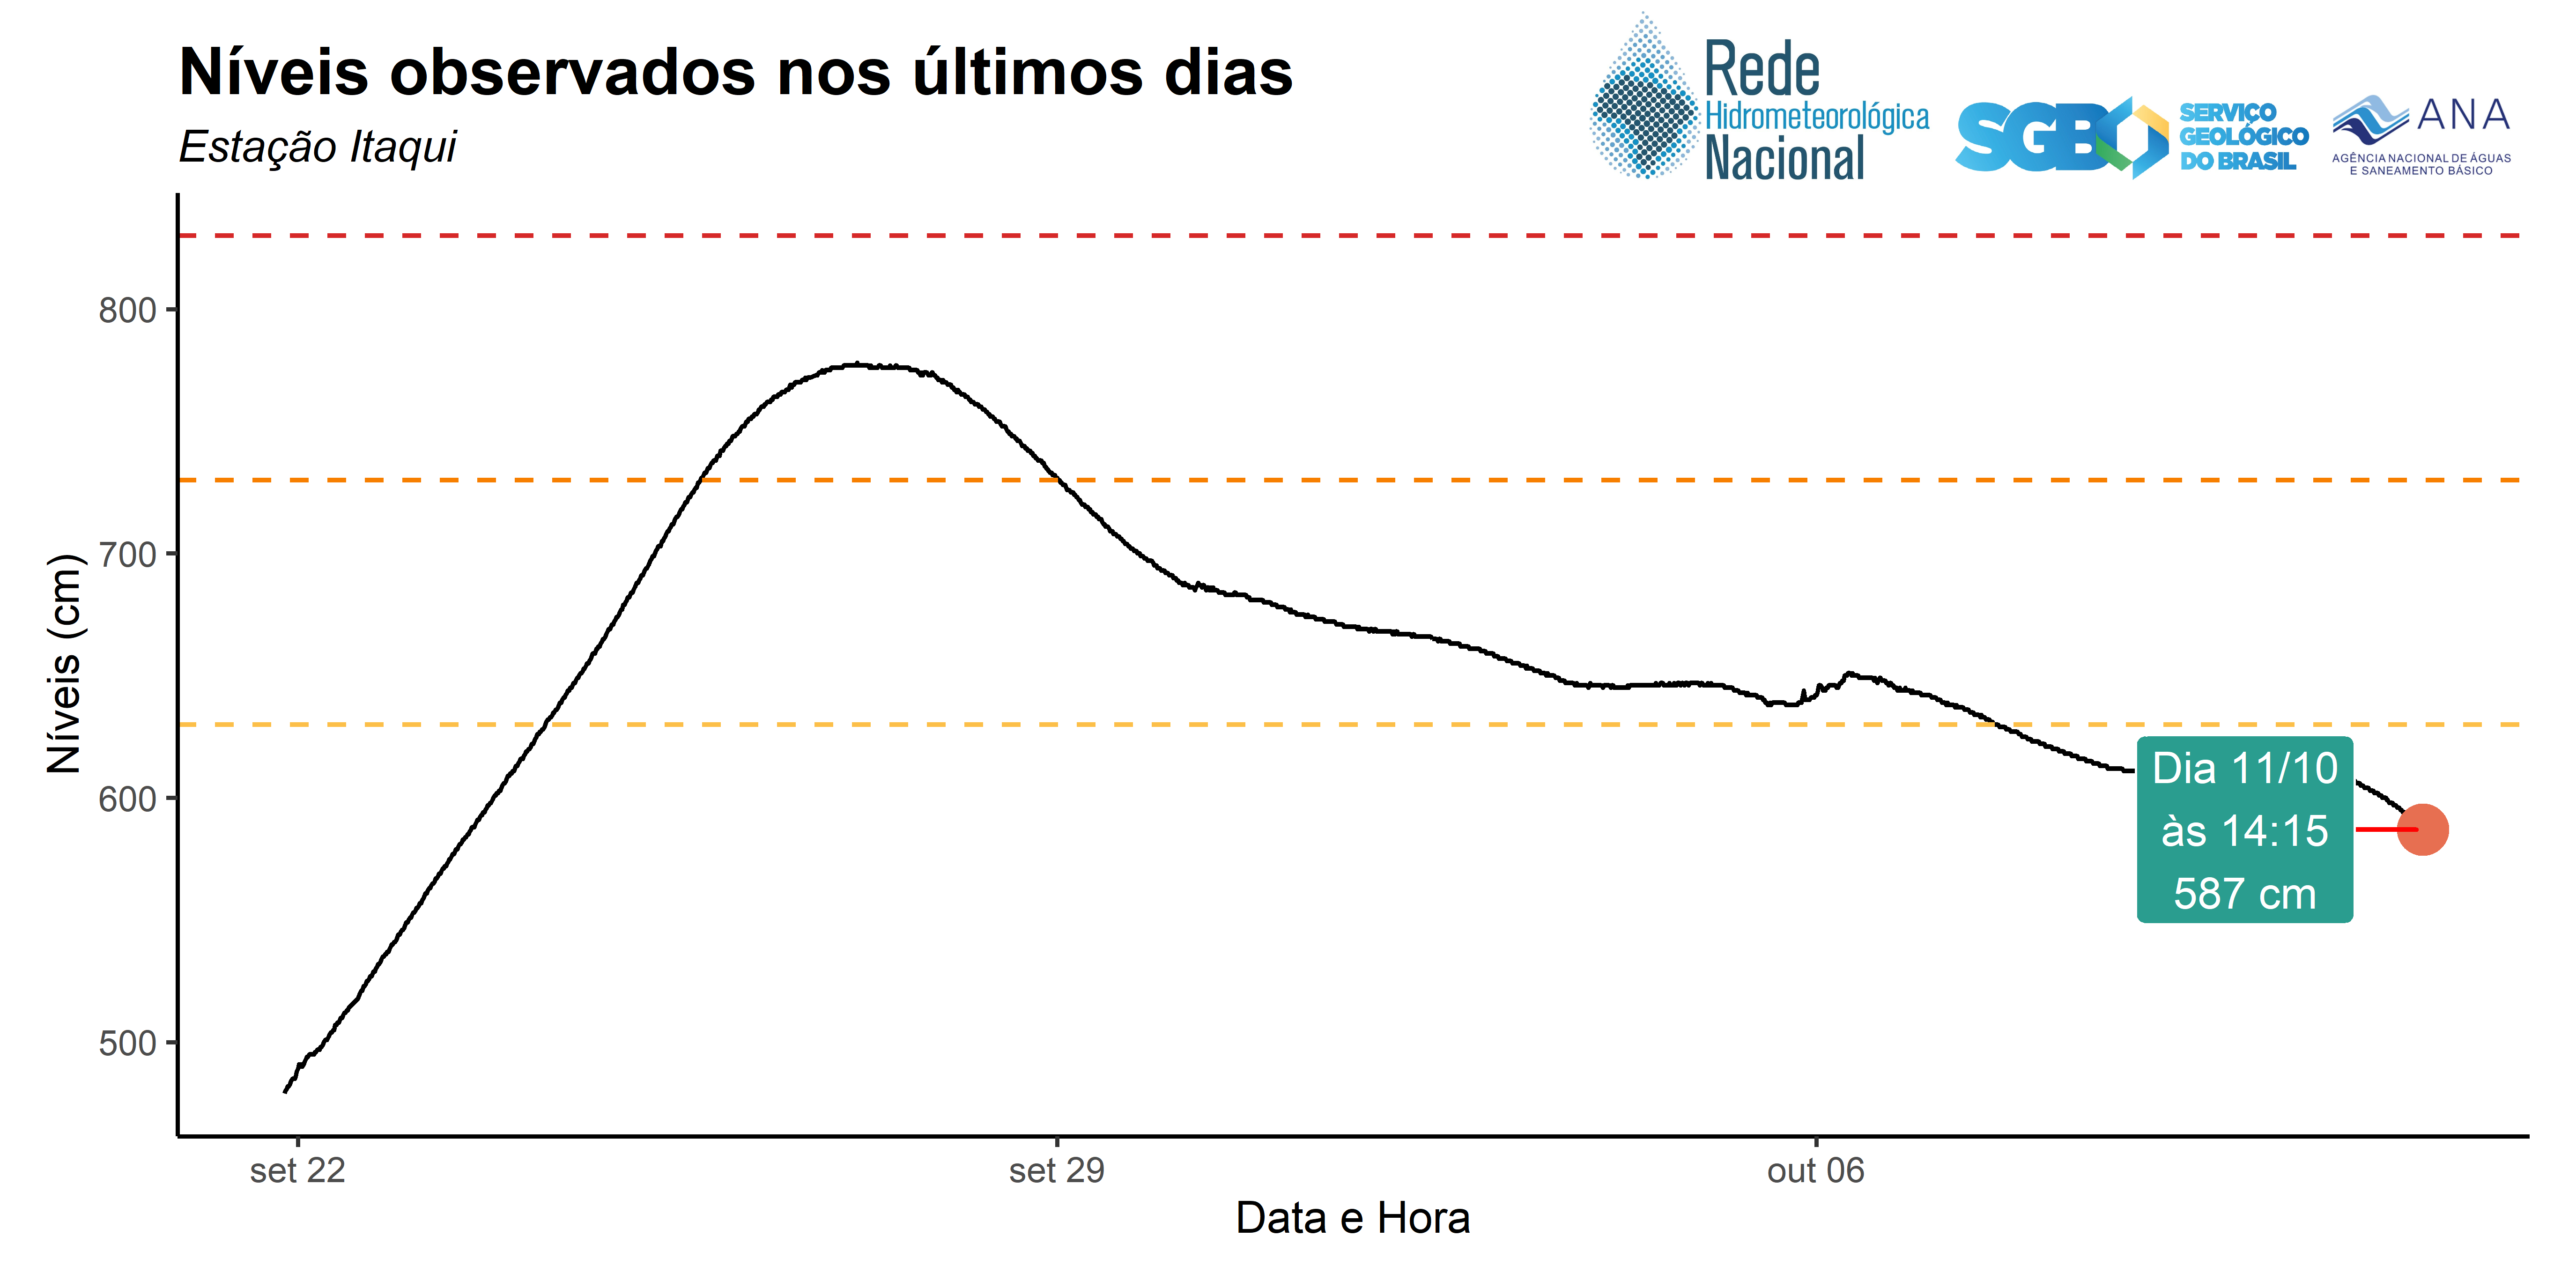 Níveis observados nos últimos dias
Estação Itaqui
Rede
Hidrometeorológica
Nacional
SGB
SERVIÇO
GEOLÓGICO
DO BRASIL
ANA
AGÊNCIA NACIONAL DE ÁGUAS
E SANEAMENTO BÁSICO
Níveis (cm)
800
700
600
500
Dia 11/10
às 14:15
587 cm
set 22
set 29
out 06
Data e Hora